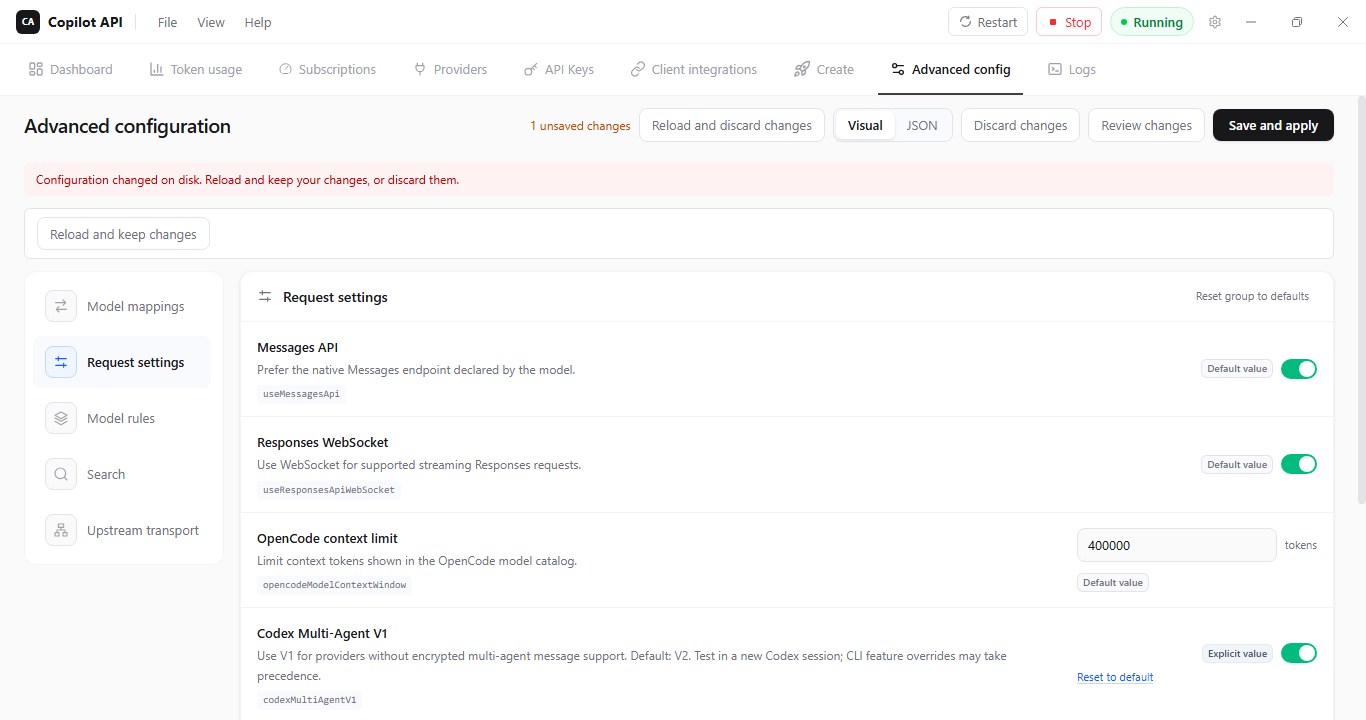 CA Copilot API File View Help Restart Stop Running
Dashboard Token usage Subscriptions Providers API Keys Client integrations Create Advanced config Logs
Advanced configuration 1 unsaved changes Reload and discard changes Visual JSON Discard changes Review changes Save and apply
Configuration changed on disk. Reload and keep your changes, or discard them.
Reload and keep changes
Model mappings
Request settings
Model rules
Search
Upstream transport
Request settings Reset group to defaults
Messages API
Prefer the native Messages endpoint declared by the model.
useMessagesApi
Default value
Responses WebSocket
Use WebSocket for supported streaming Responses requests.
useResponsesApiWebSocket
Default value
OpenCode context limit
Limit context tokens shown in the OpenCode model catalog.
opencodeModelContextWindow
400000 tokens
Default value
Codex Multi-Agent V1
Use V1 for providers without encrypted multi-agent message support. Default: V2. Test in a new Codex session; CLI feature overrides may take
precedence.
codexMultiAgentV1
Explicit value
Reset to default